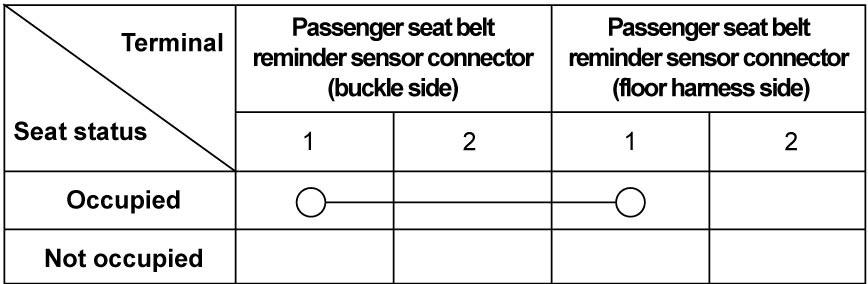 Terminal
Seat status
Passenger seat belt
reminder sensor connector
(buckle side)
Passenger seat belt
reminder sensor connector
(floor harness side)
1 2 1 2
Occupied
Not occupied